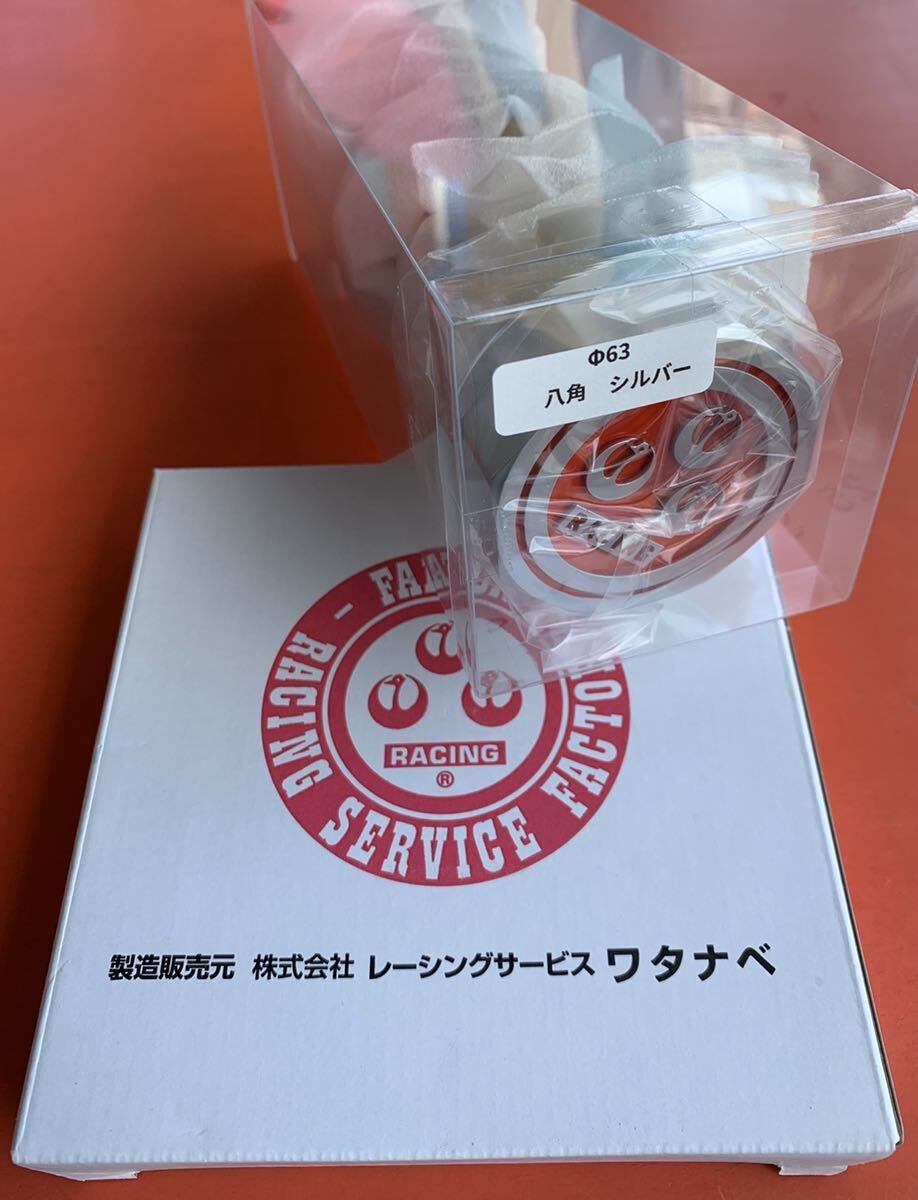 Φ63
八角 シルバー
RACING
RACING
®
RACING SERVICE
製造販売元 株式会社 レーシングサービス ワタナベ